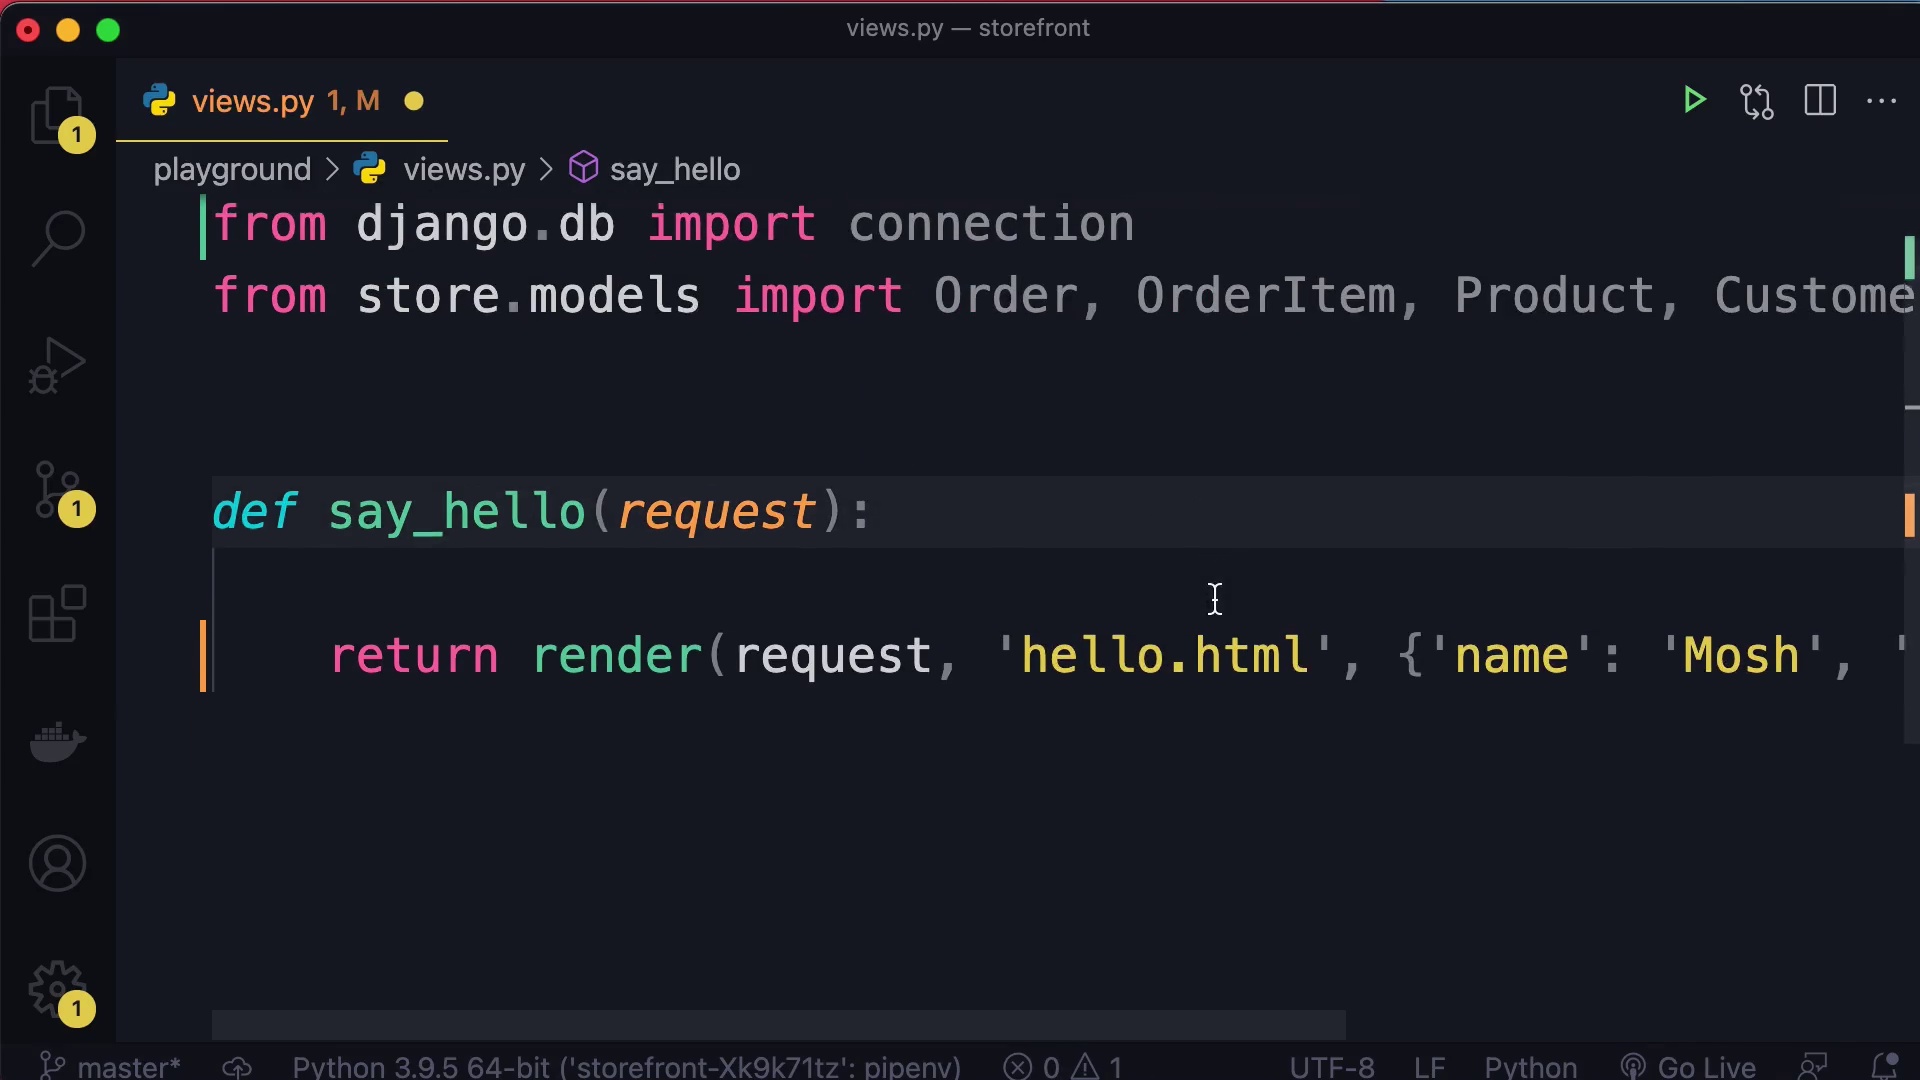 views.py — storefront
views.py 1, M
1
playground > views.py > say_hello
from django.db import connection
from store.models import Order, OrderItem, Product, Custome
def say_hello(request):
1
return render(request, 'hello.html', {'name': 'Mosh', '
1
master* Python 3.9.5 64-bit ('storefront-Xk9k71tz': pipenv) 0 1 UTF-8 LF Python Go Live